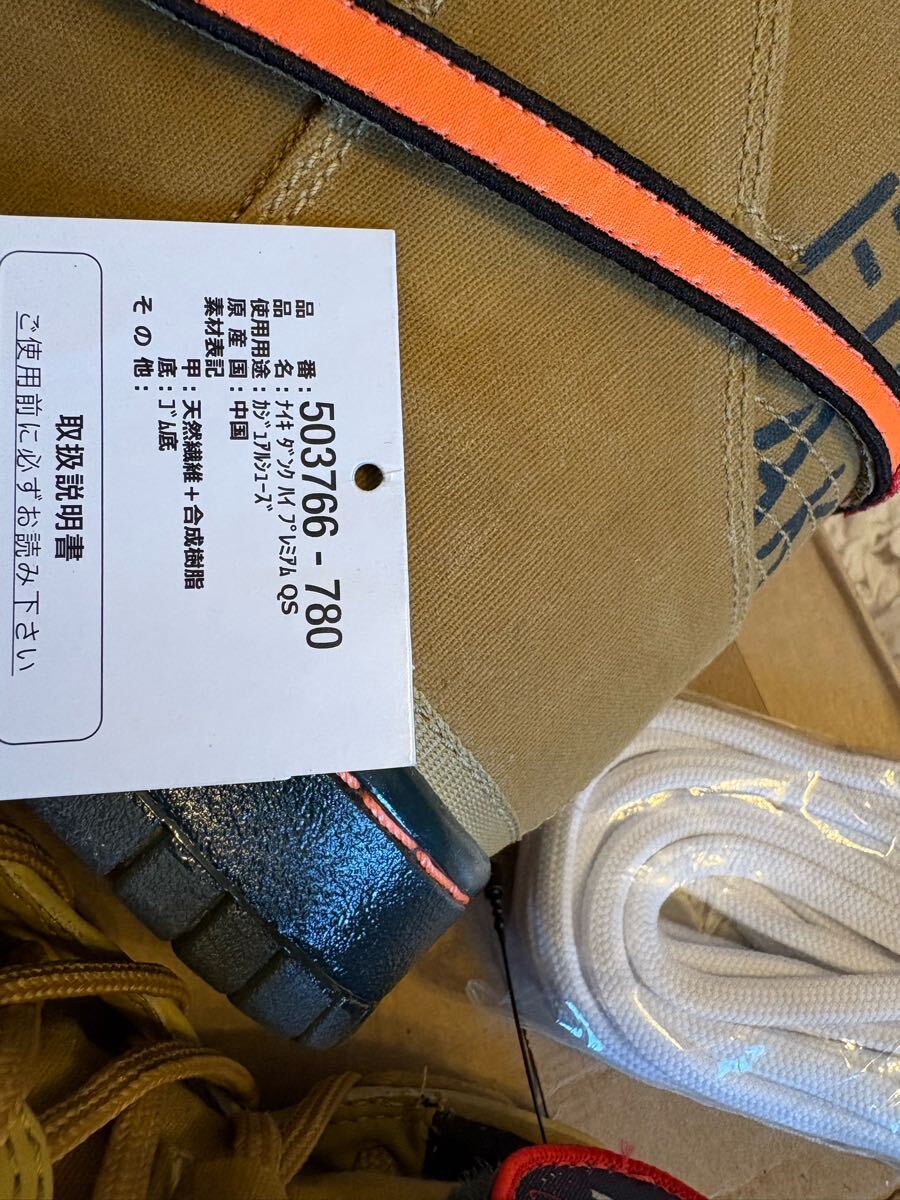 品番：503766 - 780
品名：ﾅｲｷ ﾀﾞﾝｸ ﾊｲ ﾌﾟﾚﾐｱﾑ QS
使用用途：ｶｼﾞｭｱﾙｼｭｰｽﾞ
原産国：中国
素材表記
甲：天然繊維＋合成樹脂
底：ｺﾞﾑ底
その他：
取扱説明書
ご使用前に必ずお読み下さい